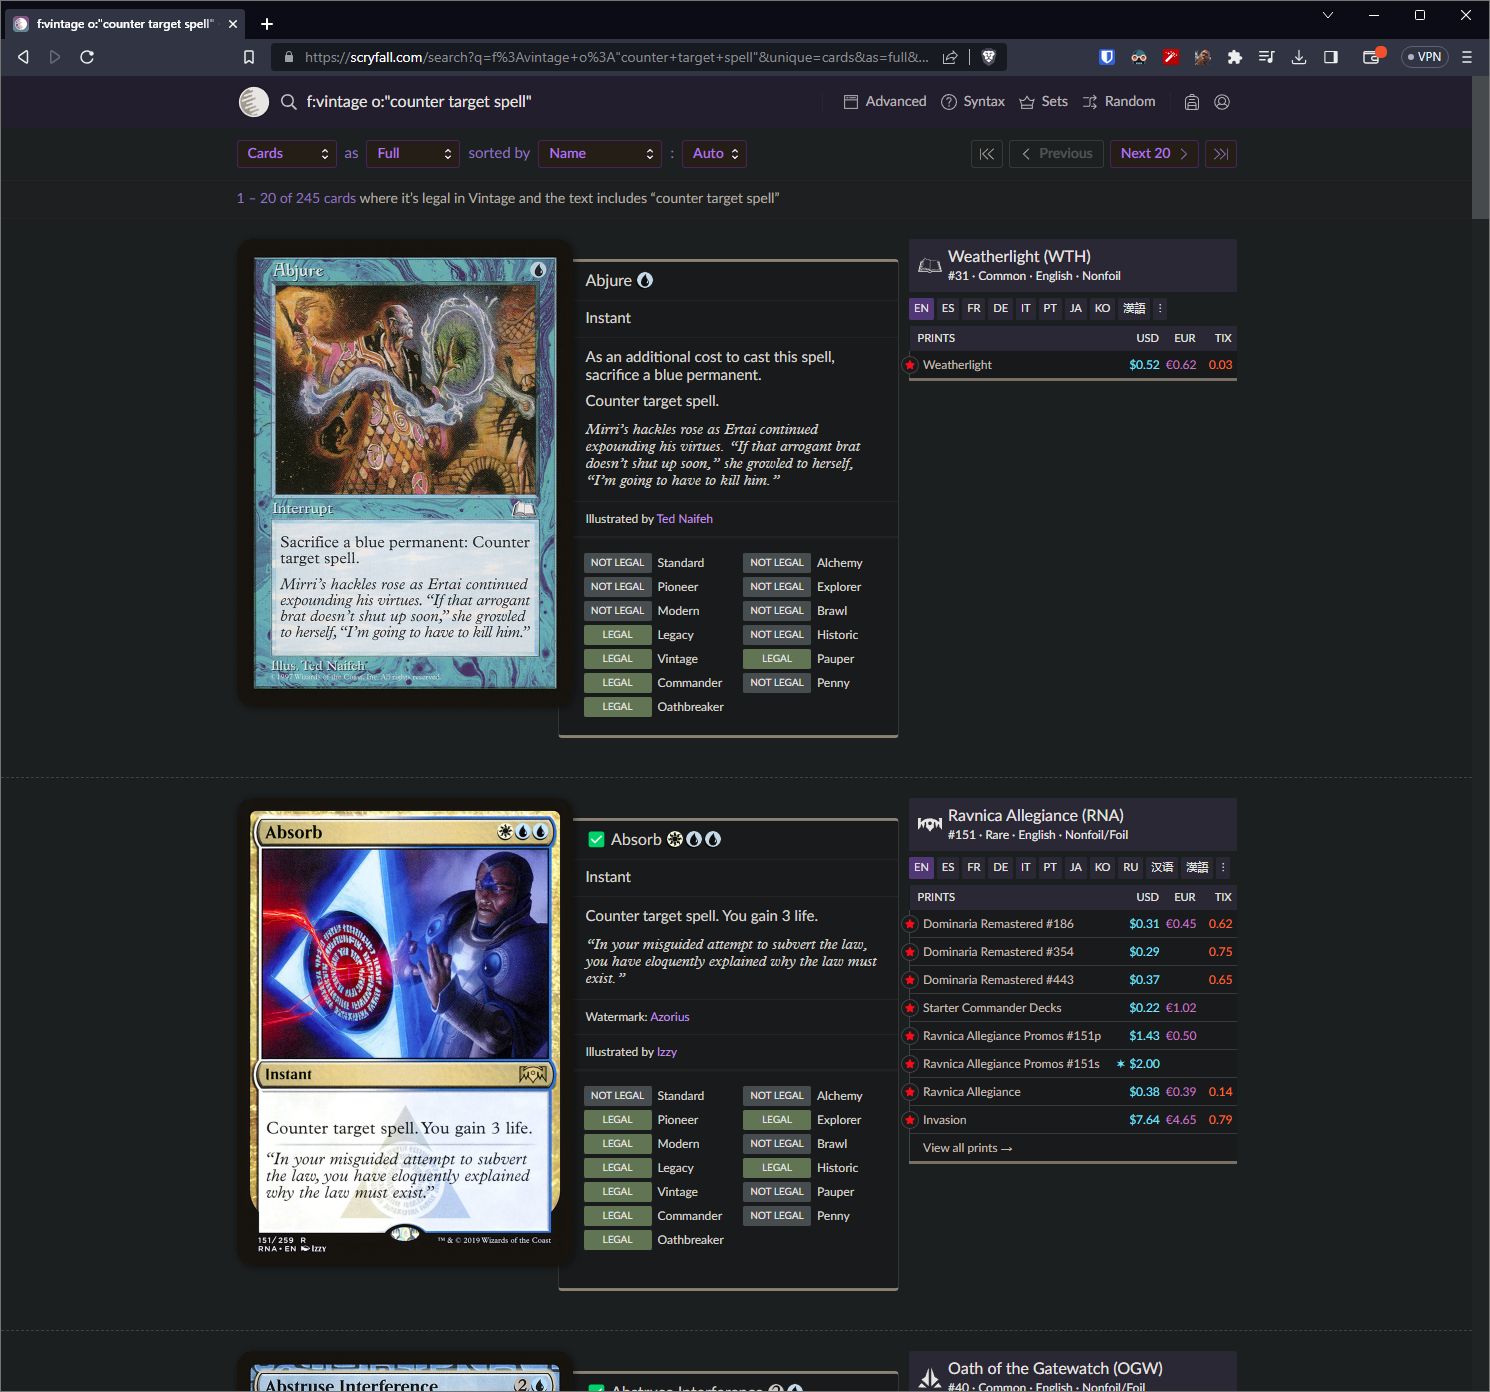 f:vintage o:"counter target spell"
https://scryfall.com/search?q=f%3Avintage+o%3A"counter+target+spell"&unique=cards&as=full&...
VPN
f:vintage o:"counter target spell"
Advanced
Syntax
Sets
Random
Cards as Full sorted by Name : Auto
Previous
Next 20
1 – 20 of 245 cards where it’s legal in Vintage and the text includes “counter target spell”
Abjure
Interrupt
Sacrifice a blue permanent: Counter
target spell.
Mirri’s hackles rose as Ertai continued
expounding his virtues. “If that arrogant
brat doesn’t shut up soon,” she growled
to herself, “I’m going to have to kill him.”
Illus. Ted Naifeh
©1997 Wizards of the Coast, Inc. All rights reserved.
Abjure
Instant
As an additional cost to cast this spell,
sacrifice a blue permanent.
Counter target spell.
Mirri’s hackles rose as Ertai continued
expounding his virtues. “If that arrogant brat
doesn’t shut up soon,” she growled to herself,
“I’m going to have to kill him.”
Illustrated by Ted Naifeh
NOT LEGAL Standard NOT LEGAL Alchemy
NOT LEGAL Pioneer NOT LEGAL Explorer
NOT LEGAL Modern NOT LEGAL Brawl
LEGAL Legacy NOT LEGAL Historic
LEGAL Vintage LEGAL Pauper
LEGAL Commander NOT LEGAL Penny
LEGAL Oathbreaker
Weatherlight (WTH)
#31 · Common · English · Nonfoil
EN ES FR DE IT PT JA KO 漢語
PRINTS USD EUR TIX
Weatherlight $0.52 €0.62 0.03
Absorb
Instant
Counter target spell. You gain 3 life.
“In your misguided attempt to subvert
the law, you have eloquently explained
why the law must exist.”
151/259 R
RNA • EN Izzy
™ & © 2019 Wizards of the Coast
Absorb
Instant
Counter target spell. You gain 3 life.
“In your misguided attempt to subvert the law,
you have eloquently explained why the law must
exist.”
Watermark: Azorius
Illustrated by Izzy
NOT LEGAL Standard NOT LEGAL Alchemy
LEGAL Pioneer LEGAL Explorer
LEGAL Modern NOT LEGAL Brawl
LEGAL Legacy LEGAL Historic
LEGAL Vintage NOT LEGAL Pauper
LEGAL Commander NOT LEGAL Penny
LEGAL Oathbreaker
Ravnica Allegiance (RNA)
#151 · Rare · English · Nonfoil/Foil
EN ES FR DE IT PT JA KO RU 汉语 漢語
PRINTS USD EUR TIX
Dominaria Remastered #186 $0.31 €0.45 0.62
Dominaria Remastered #354 $0.29 0.75
Dominaria Remastered #443 $0.37 0.65
Starter Commander Decks $0.22 €1.02
Ravnica Allegiance Promos #151p $1.43 €0.50
Ravnica Allegiance Promos #151s ✶ $2.00
Ravnica Allegiance $0.38 €0.39 0.14
Invasion $7.64 €4.65 0.79
View all prints →
Abstruse Interference 2
Abstruse Interference 2
Oath of the Gatewatch (OGW)
#40 · Common · English · Nonfoil/Foil